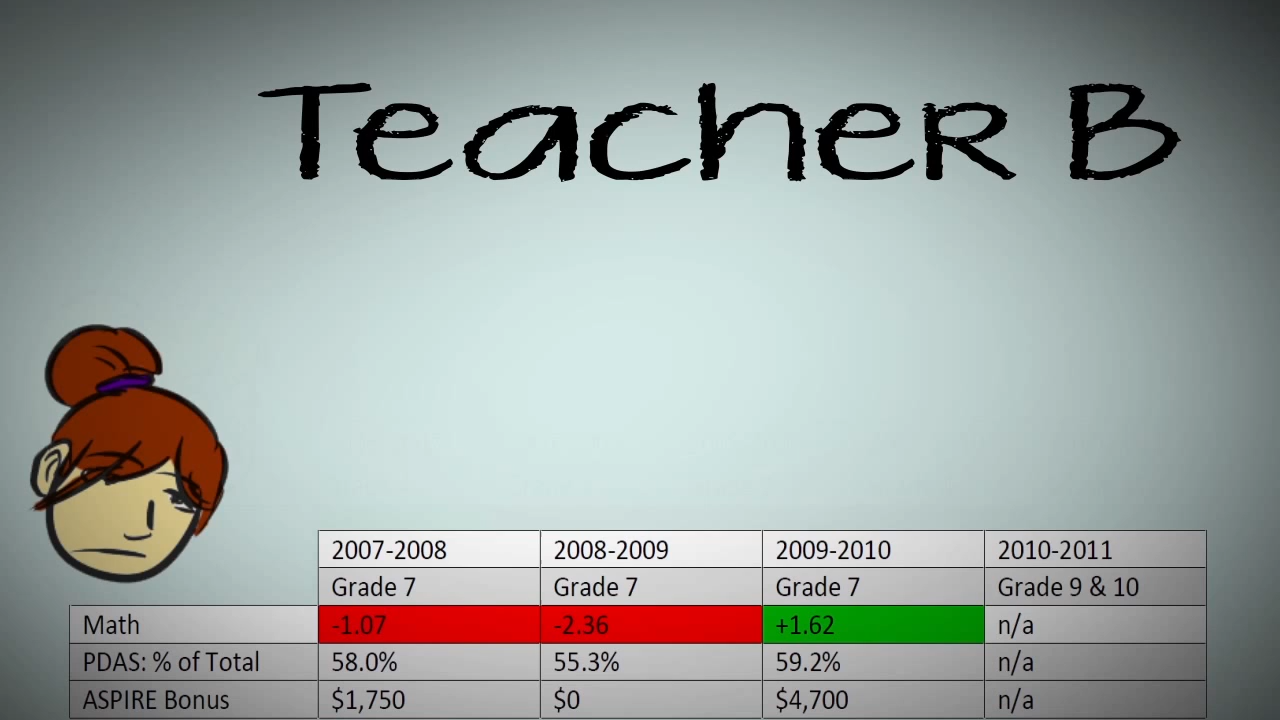 Teacher B
2007-2008 2008-2009 2009-2010 2010-2011
Grade 7 Grade 7 Grade 7 Grade 9 & 10
Math -1.07 -2.36 +1.62 n/a
PDAS: % of Total 58.0% 55.3% 59.2% n/a
ASPIRE Bonus $1,750 $0 $4,700 n/a